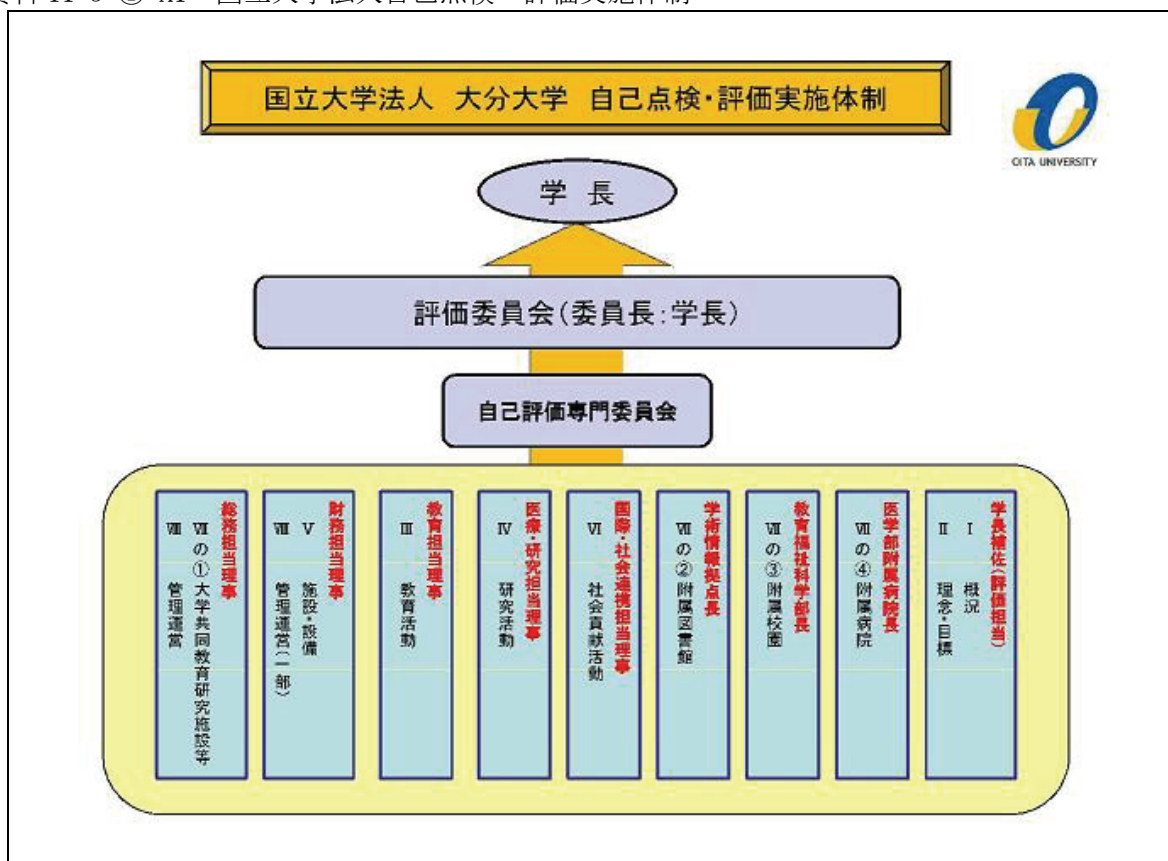 国立大学法人 大分大学 自己点検・評価実施体制
OITA UNIVERSITY
学 長
評価委員会(委員長:学長)
自己評価専門委員会
学長補佐(評価担当)
Ⅰ 概況
Ⅱ 理念・目標
医学部附属病院長
Ⅶの④附属病院
教育福祉科学部長
Ⅶの③附属校園
学術情報拠点長
Ⅶの②附属図書館
国際・社会連携担当理事
Ⅵ 社会貢献活動
医療・研究担当理事
Ⅳ 研究活動
教育担当理事
Ⅲ 教育活動
財務担当理事
Ⅴ 施設・設備
Ⅷ 管理運営(一部)
総務担当理事
Ⅶの①大学共同教育研究施設等
Ⅷ 管理運営